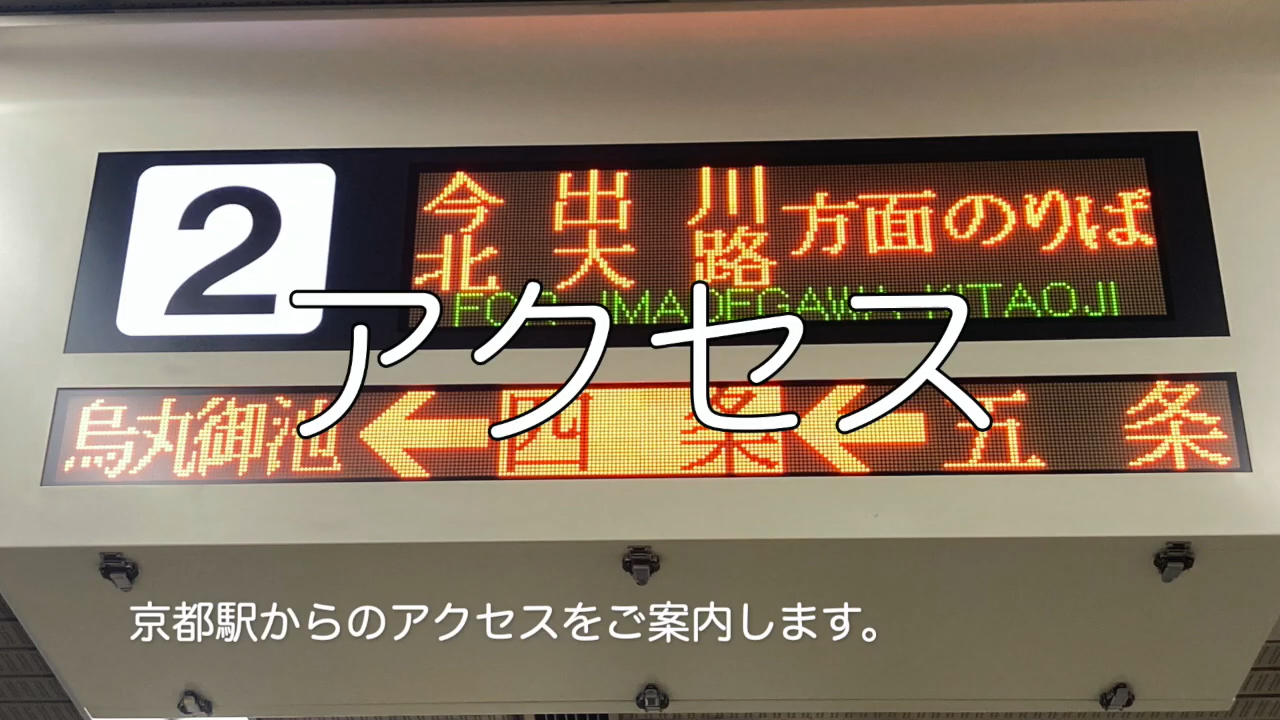 2
今出川
北大路
方面のりば
FOR IMADEGAWA KITAOJI
アクセス
烏丸御池←四条←五条
京都駅からのアクセスをご案内します。